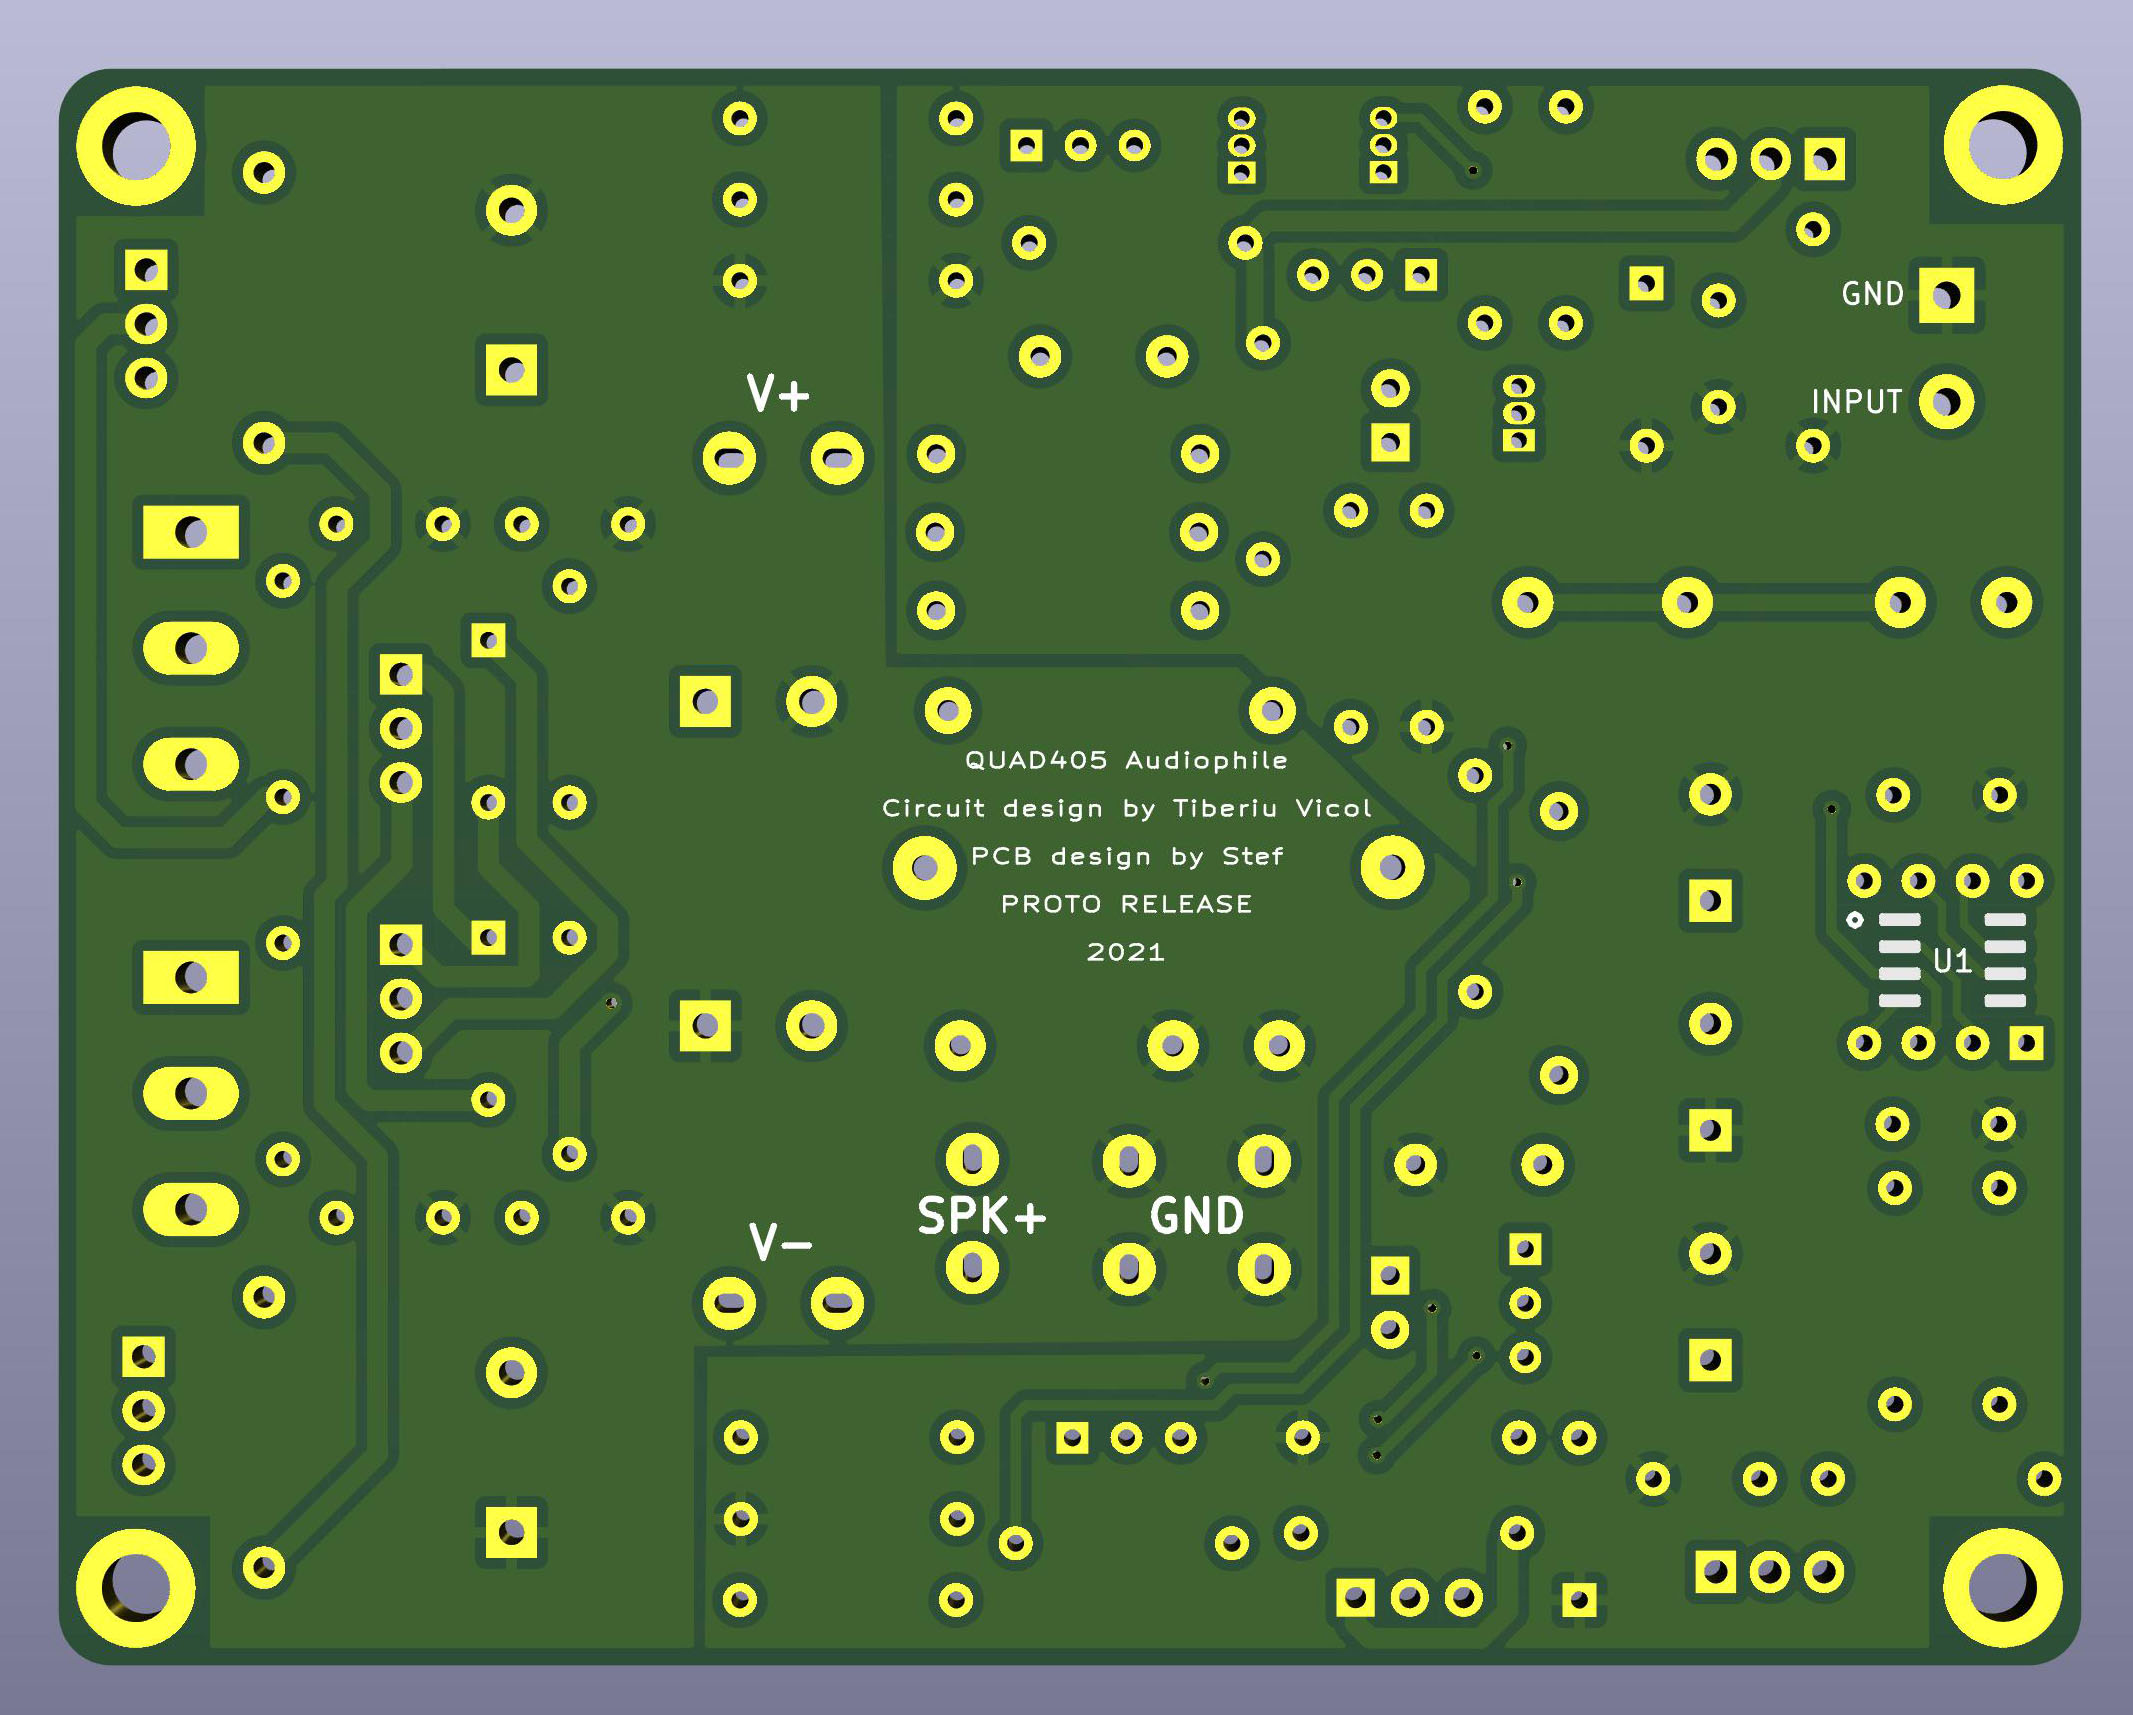 GND
INPUT
V+
QUAD405 Audiophile
Circuit design by Tiberiu Vicol
PCB design by Stef
PROTO RELEASE
2021
U1
SPK+ GND
V-